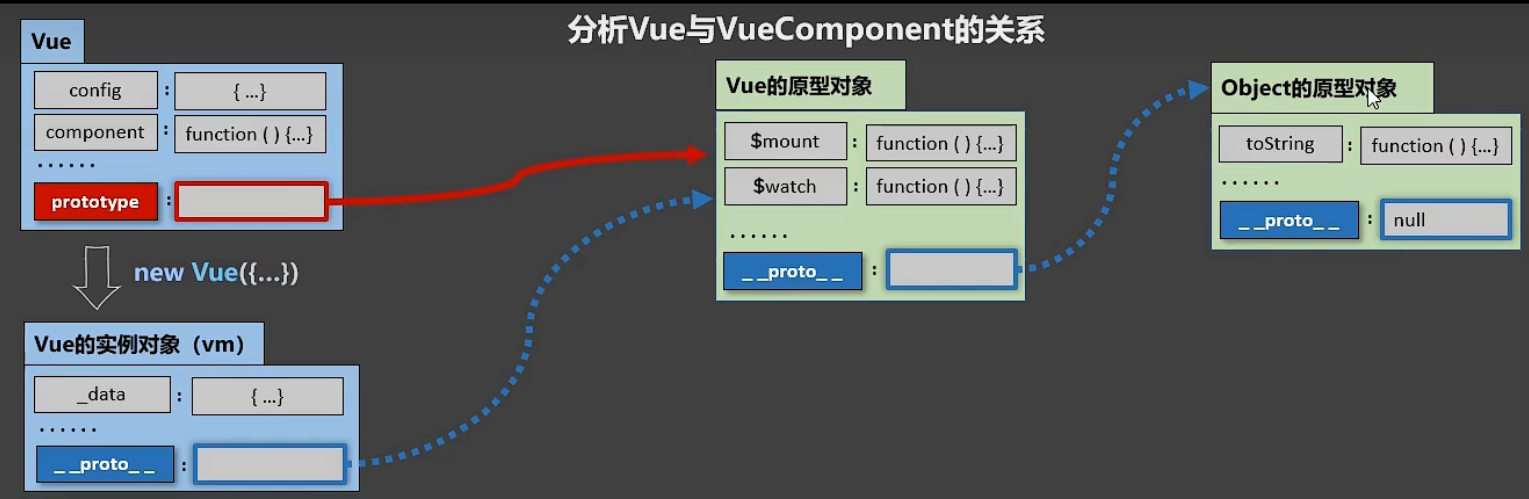 分析Vue与VueComponent的关系
Vue
config : { ...}
component : function ( ) {...}
······
prototype :
new Vue({...})
Vue的实例对象（vm）
_data : { ...}
······
_ _proto_ _ :
Vue的原型对象
$mount : function ( ) {...}
$watch : function ( ) {...}
······
_ _proto_ _ :
Object的原型对象
toString : function ( ) {...}
······
_ _proto_ _ : null